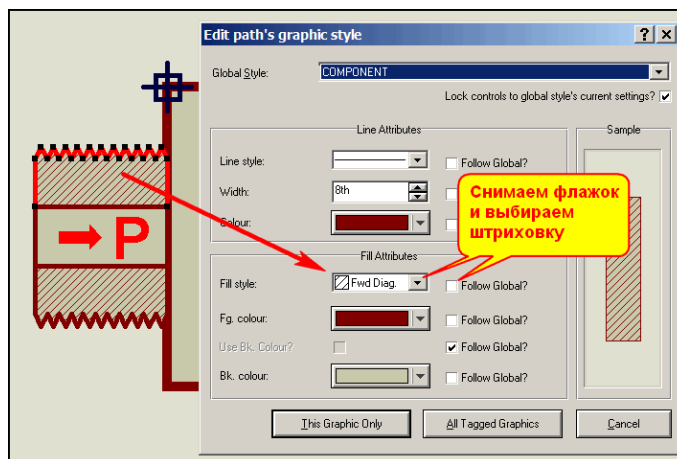 Edit path's graphic style
Global Style:
COMPONENT
Lock controls to global style's current settings?
Line Attributes
Sample
Line style:
Follow Global?
Width:
8th
Colour:
Снимаем флажок
и выбираем
штриховку
P
Fill Attributes
Fill style:
Fwd Diag.
Follow Global?
Fg. colour:
Follow Global?
Use Bk. Colour?
Follow Global?
Bk. colour:
Follow Global?
This Graphic Only
All Tagged Graphics
Cancel